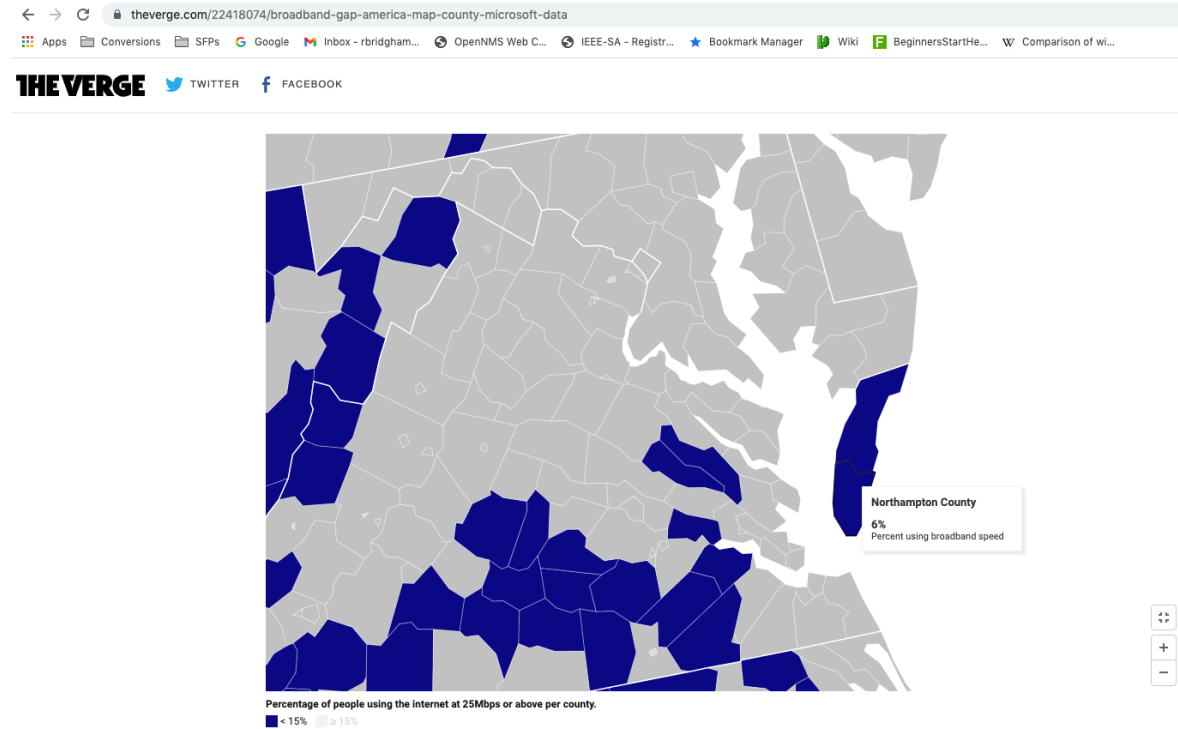 theverge.com/22418074/broadband-gap-america-map-county-microsoft-data
Apps Conversions SFPs Google Inbox - rbridgham... OpenNMS Web C... IEEE-SA - Registr... Bookmark Manager Wiki BeginnersStartHe... Comparison of wi...
THE VERGE TWITTER FACEBOOK
Northampton County
6%
Percent using broadband speed
Percentage of people using the internet at 25Mbps or above per county.
< 15% ≥ 15%